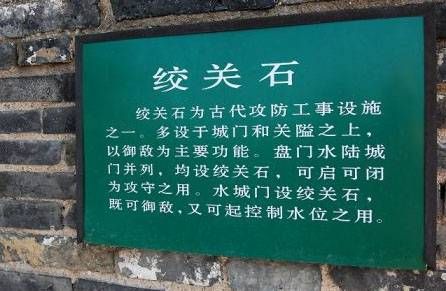 绞关石
绞关石为古代攻防工事设施
之一。多设于城门和关隘之上，
以御敌为主要功能。盘门水陆城
门并列，均设绞关石，可启可闭
为攻守之用。水城门设绞关石，
既可御敌，又可起控制水位之用。